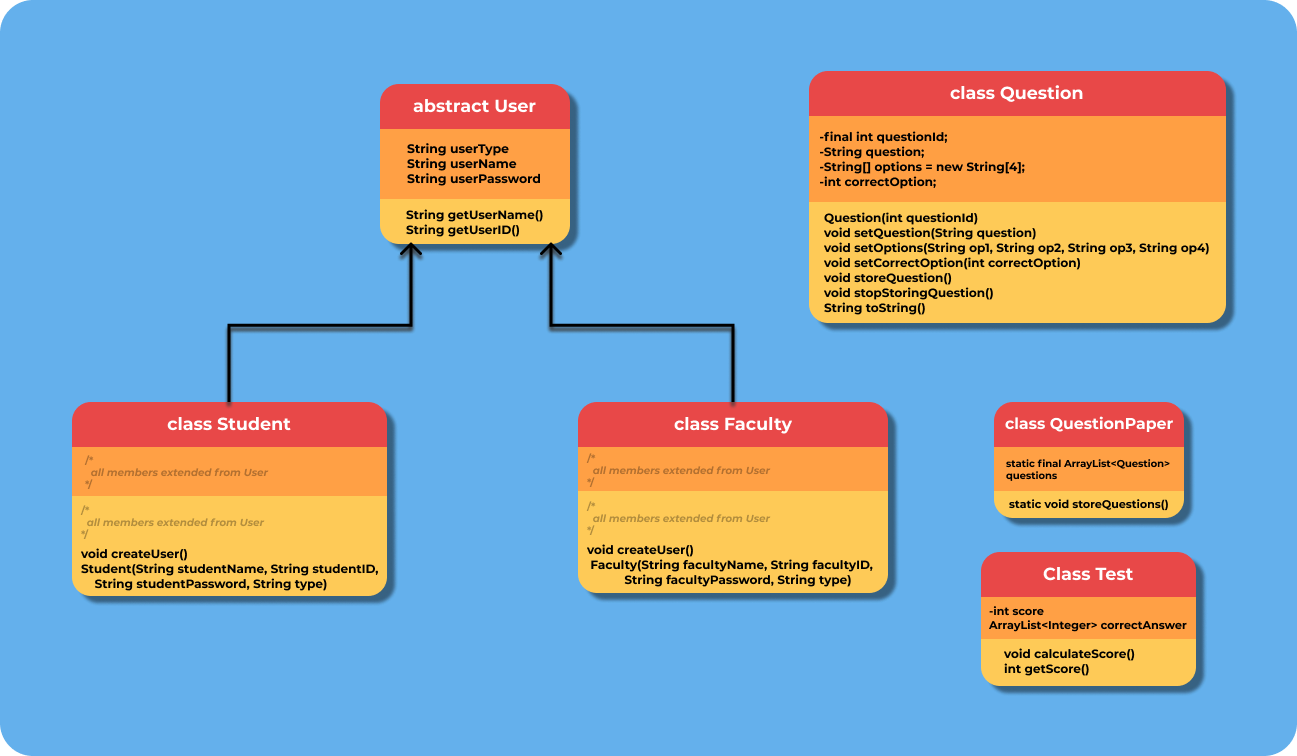 abstract User
String userType
String userName
String userPassword
String getUserName()
String getUserID()
class Question
-final int questionId;
-String question;
-String[] options = new String[4];
-int correctOption;
Question(int questionId)
void setQuestion(String question)
void setOptions(String op1, String op2, String op3, String op4)
void setCorrectOption(int correctOption)
void storeQuestion()
void stopStoringQuestion()
String toString()
class Student
/*
all members extended from User
*/
/*
all members extended from User
*/
void createUser()
Student(String studentName, String studentID,
String studentPassword, String type)
class Faculty
/*
all members extended from User
*/
/*
all members extended from User
*/
void createUser()
Faculty(String facultyName, String facultyID,
String facultyPassword, String type)
class QuestionPaper
static final ArrayList<Question>
questions
static void storeQuestions()
Class Test
-int score
ArrayList<Integer> correctAnswer
void calculateScore()
int getScore()